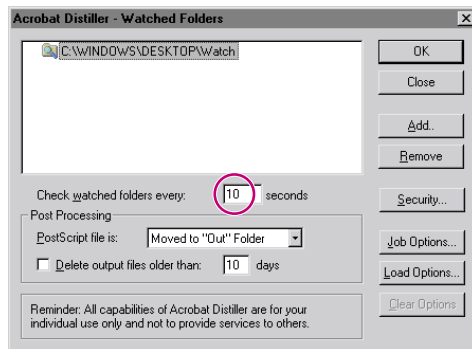 Acrobat Distiller - Watched Folders
C:\WINDOWS\DESKTOP\Watch
OK
Close
Add..
Remove
Check watched folders every: 10 seconds
Security...
Post Processing
PostScript file is: Moved to "Out" Folder
Job Options...
Delete output files older than: 10 days
Load Options...
Clear Options
Reminder: All capabilities of Acrobat Distiller are for your
individual use only and not to provide services to others.